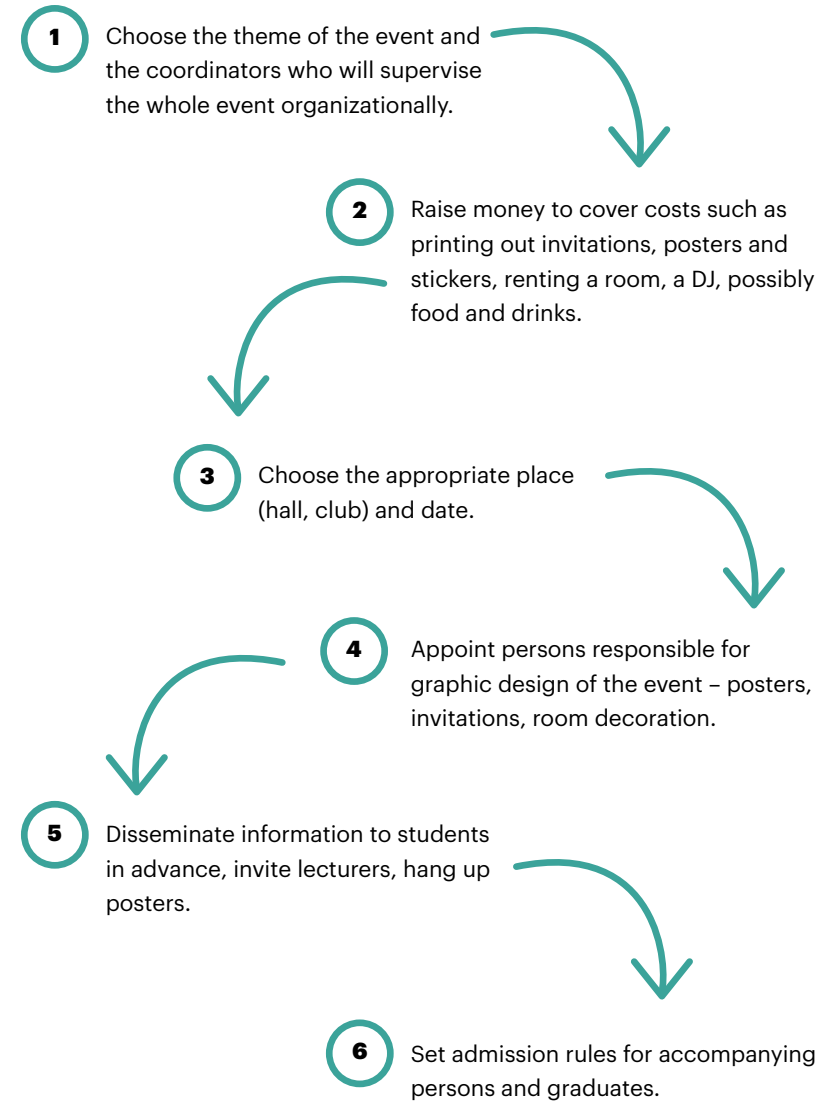 1
Choose the theme of the event and
the coordinators who will supervise
the whole event organizationally.
2
Raise money to cover costs such as
printing out invitations, posters and
stickers, renting a room, a DJ, possibly
food and drinks.
3
Choose the appropriate place
(hall, club) and date.
4
Appoint persons responsible for
graphic design of the event – posters,
invitations, room decoration.
5
Disseminate information to students
in advance, invite lecturers, hang up
posters.
6
Set admission rules for accompanying
persons and graduates.